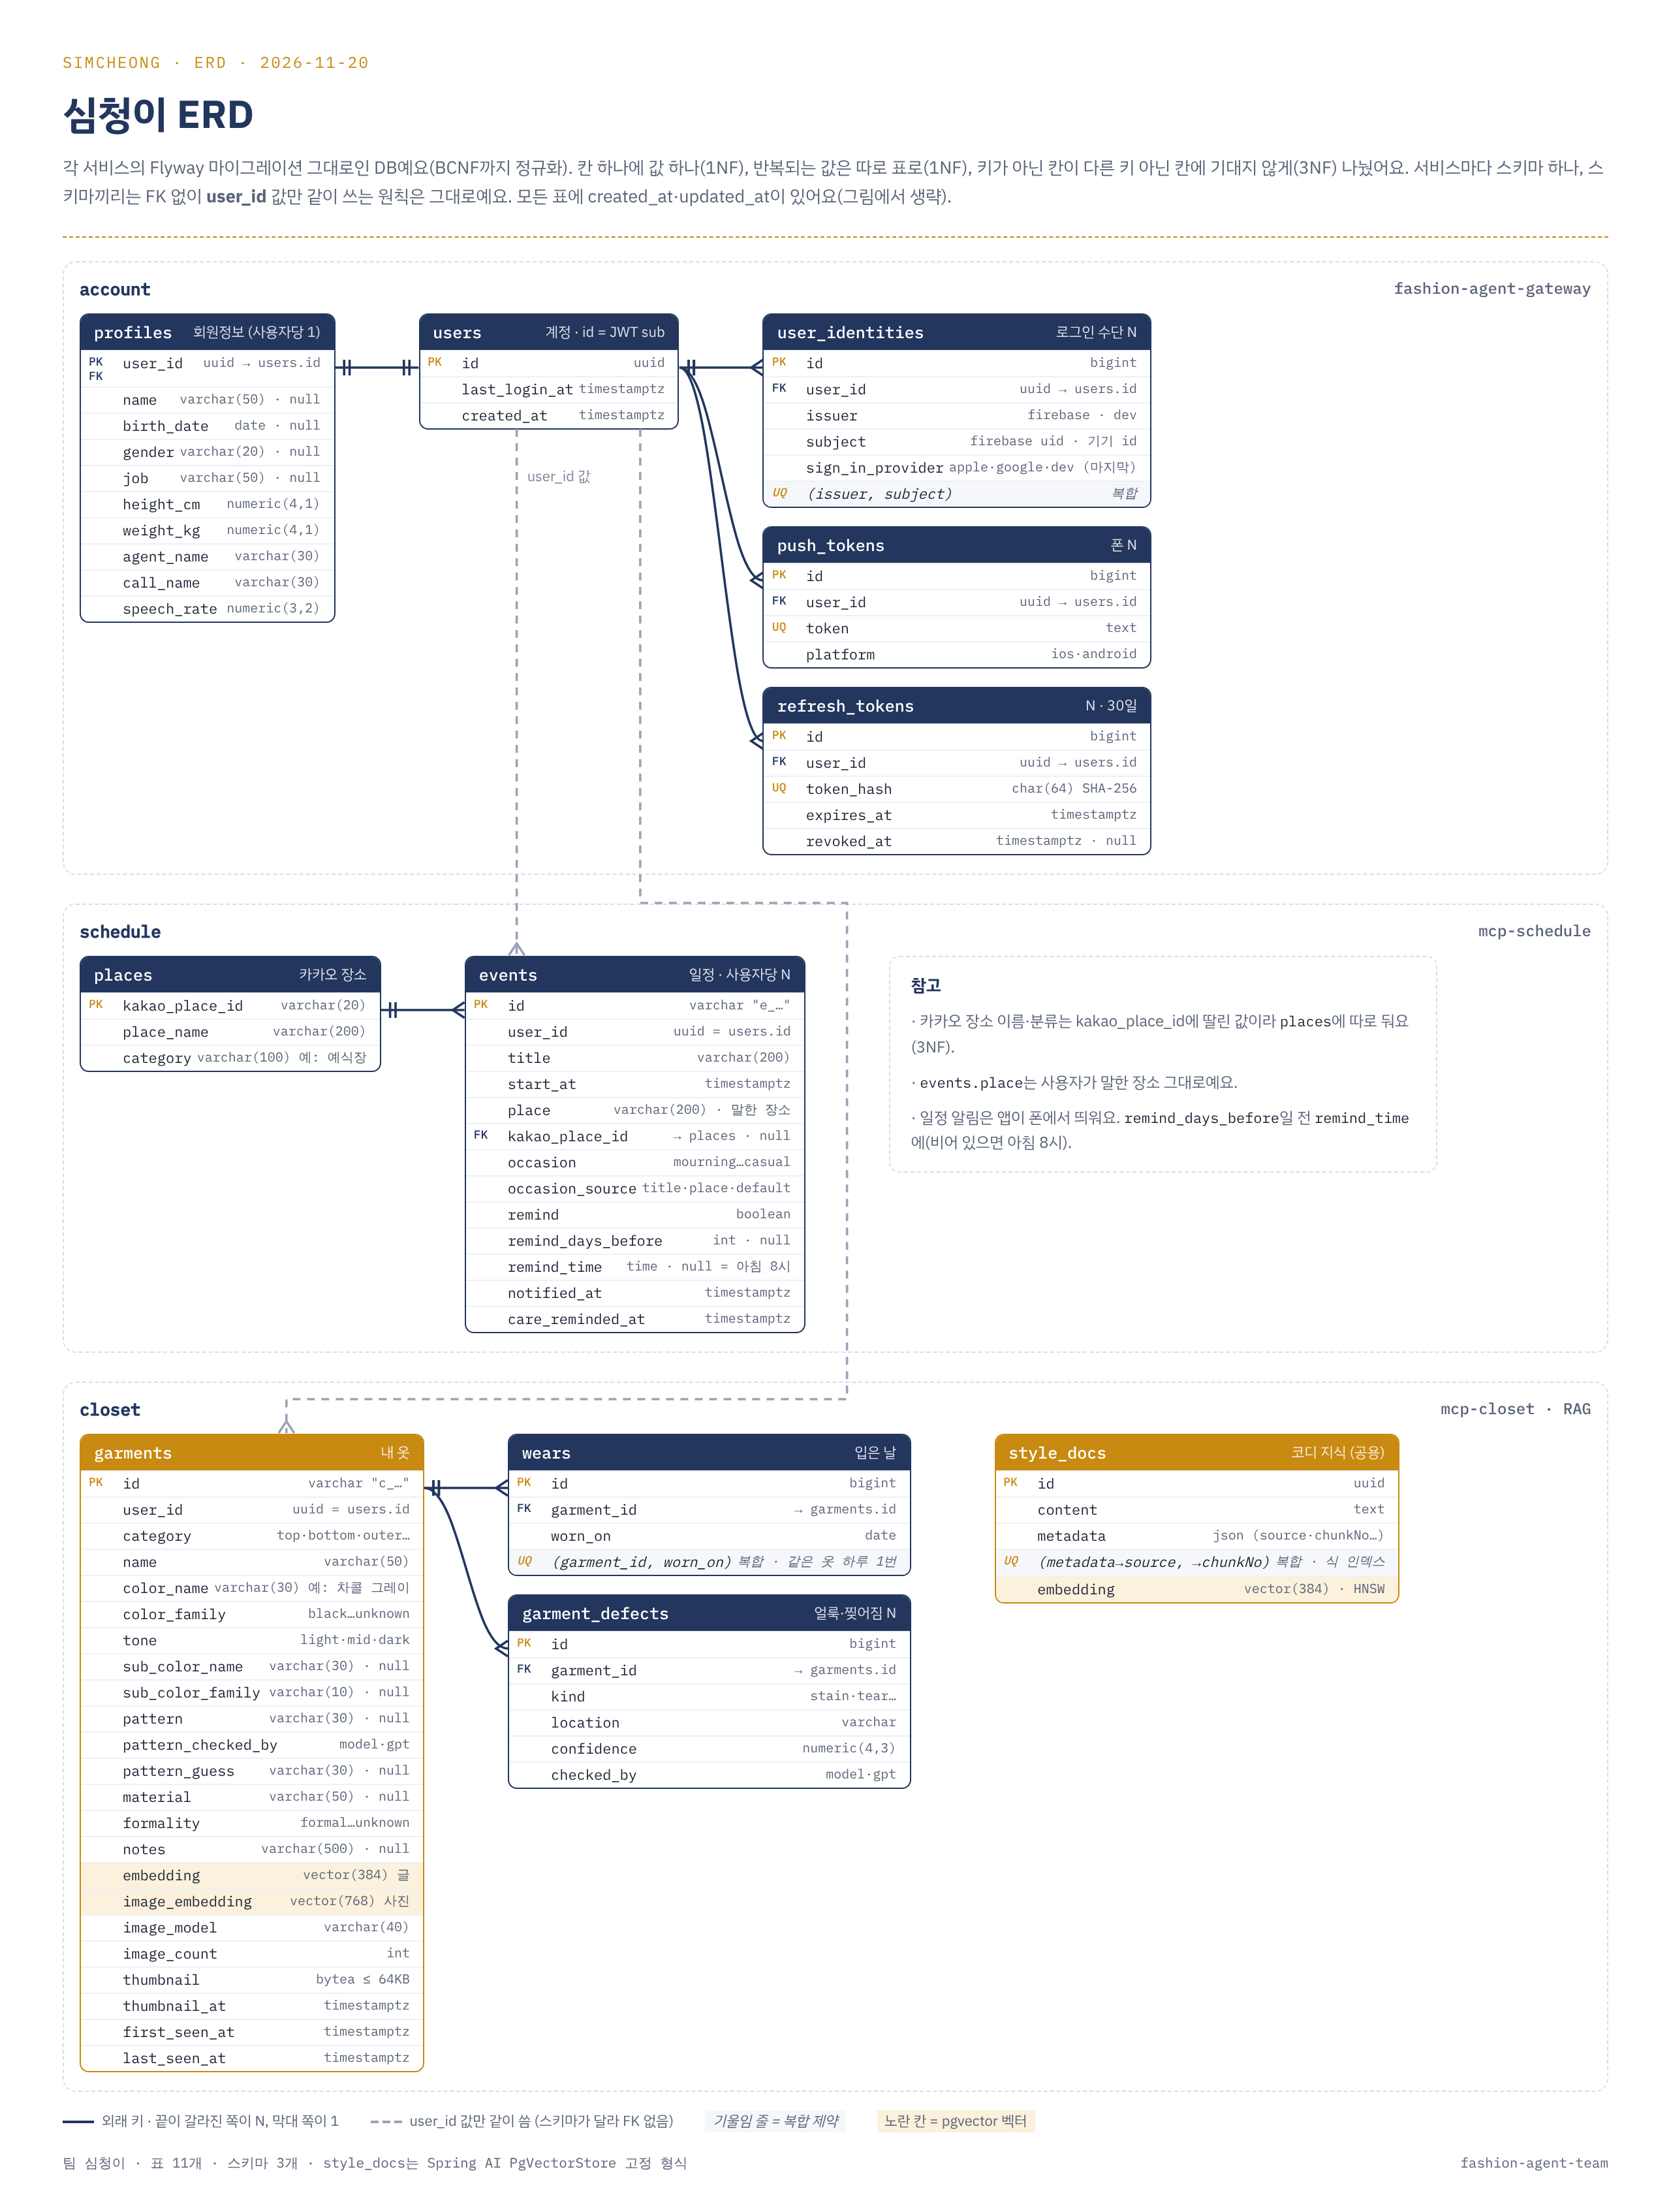 SIMCHEONG · ERD · 2026-11-20
심청이 ERD
각 서비스의 Flyway 마이그레이션 그대로인 DB예요(BCNF까지 정규화). 칸 하나에 값 하나(1NF), 반복되는 값은 따로 표로(1NF), 키가 아닌 칸이 다른 키 아닌 칸에 기대지 않게(3NF) 나눴어요. 서비스마다 스키마 하나, 스
키마끼리는 FK 없이 user_id 값만 같이 쓰는 원칙은 그대로예요. 모든 표에 created_at·updated_at이 있어요(그림에서 생략).
account fashion-agent-gateway
profiles 회원정보 (사용자당 1)
PK FK user_id uuid → users.id
name varchar(50) · null
birth_date date · null
gender varchar(20) · null
job varchar(50) · null
height_cm numeric(4,1)
weight_kg numeric(4,1)
agent_name varchar(30)
call_name varchar(30)
speech_rate numeric(3,2)
users 계정 · id = JWT sub
PK id uuid
last_login_at timestamptz
created_at timestamptz
user_id 값
user_identities 로그인 수단 N
PK id bigint
FK user_id uuid → users.id
issuer firebase · dev
subject firebase uid · 기기 id
sign_in_provider apple·google·dev (마지막)
UQ (issuer, subject) 복합
push_tokens 폰 N
PK id bigint
FK user_id uuid → users.id
UQ token text
platform ios·android
refresh_tokens N · 30일
PK id bigint
FK user_id uuid → users.id
UQ token_hash char(64) SHA-256
expires_at timestamptz
revoked_at timestamptz · null
schedule mcp-schedule
places 카카오 장소
PK kakao_place_id varchar(20)
place_name varchar(200)
category varchar(100) 예: 예식장
events 일정 · 사용자당 N
PK id varchar "e_…"
user_id uuid = users.id
title varchar(200)
start_at timestamptz
place varchar(200) · 말한 장소
FK kakao_place_id → places · null
occasion mourning…casual
occasion_source title·place·default
remind boolean
remind_days_before int · null
remind_time time · null = 아침 8시
notified_at timestamptz
care_reminded_at timestamptz
참고
· 카카오 장소 이름·분류는 kakao_place_id에 딸린 값이라 places에 따로 둬요
(3NF).
· events.place는 사용자가 말한 장소 그대로예요.
· 일정 알림은 앱이 폰에서 띄워요. remind_days_before일 전 remind_time
에(비어 있으면 아침 8시).
closet mcp-closet · RAG
garments 내 옷
PK id varchar "c_…"
user_id uuid = users.id
category top·bottom·outer…
name varchar(50)
color_name varchar(30) 예: 차콜 그레이
color_family black…unknown
tone light·mid·dark
sub_color_name varchar(30) · null
sub_color_family varchar(10) · null
pattern varchar(30) · null
pattern_checked_by model·gpt
pattern_guess varchar(30) · null
material varchar(50) · null
formality formal…unknown
notes varchar(500) · null
embedding vector(384) 글
image_embedding vector(768) 사진
image_model varchar(40)
image_count int
thumbnail bytea ≤ 64KB
thumbnail_at timestamptz
first_seen_at timestamptz
last_seen_at timestamptz
wears 입은 날
PK id bigint
FK garment_id → garments.id
worn_on date
UQ (garment_id, worn_on) 복합 · 같은 옷 하루 1번
garment_defects 얼룩·찢어짐 N
PK id bigint
FK garment_id → garments.id
kind stain·tear…
location varchar
confidence numeric(4,3)
checked_by model·gpt
style_docs 코디 지식 (공용)
PK id uuid
content text
metadata json (source·chunkNo…)
UQ (metadata→source, →chunkNo) 복합 · 식 인덱스
embedding vector(384) · HNSW
외래 키 · 끝이 갈라진 쪽이 N, 막대 쪽이 1 user_id 값만 같이 씀 (스키마가 달라 FK 없음) 기울임 줄 = 복합 제약 노란 칸 = pgvector 벡터
팀 심청이 · 표 11개 · 스키마 3개 · style_docs는 Spring AI PgVectorStore 고정 형식 fashion-agent-team